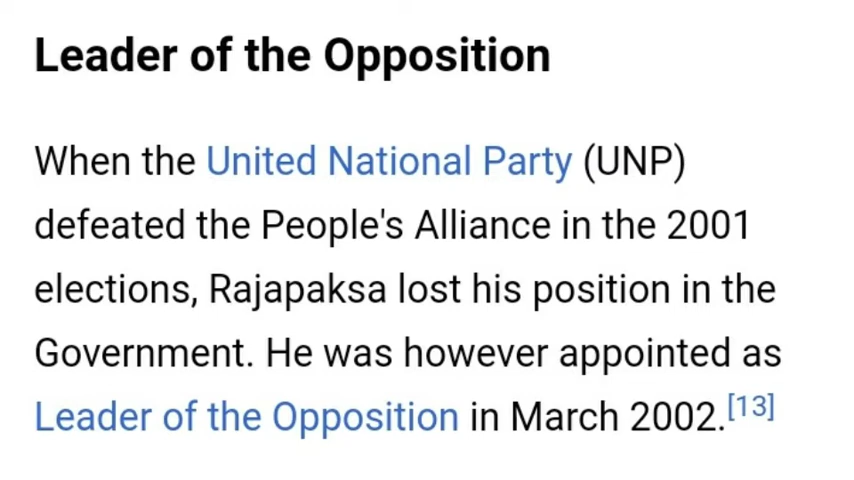 Leader of the Opposition
When the United National Party (UNP)
defeated the People's Alliance in the 2001
elections, Rajapaksa lost his position in the
Government. He was however appointed as
Leader of the Opposition in March 2002.[13]